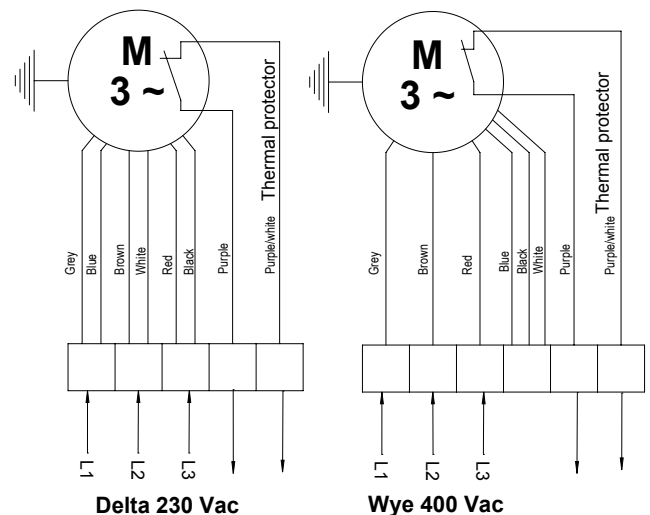 M
3 ~
Grey
Blue
Brown
White
Red
Black
Purple
Purple/white
Thermal protector
L1
L2
L3
Delta 230 Vac
M
3 ~
Grey
Brown
Red
Blue
Black
White
Purple
Purple/white
Thermal protector
L1
L2
L3
Wye 400 Vac